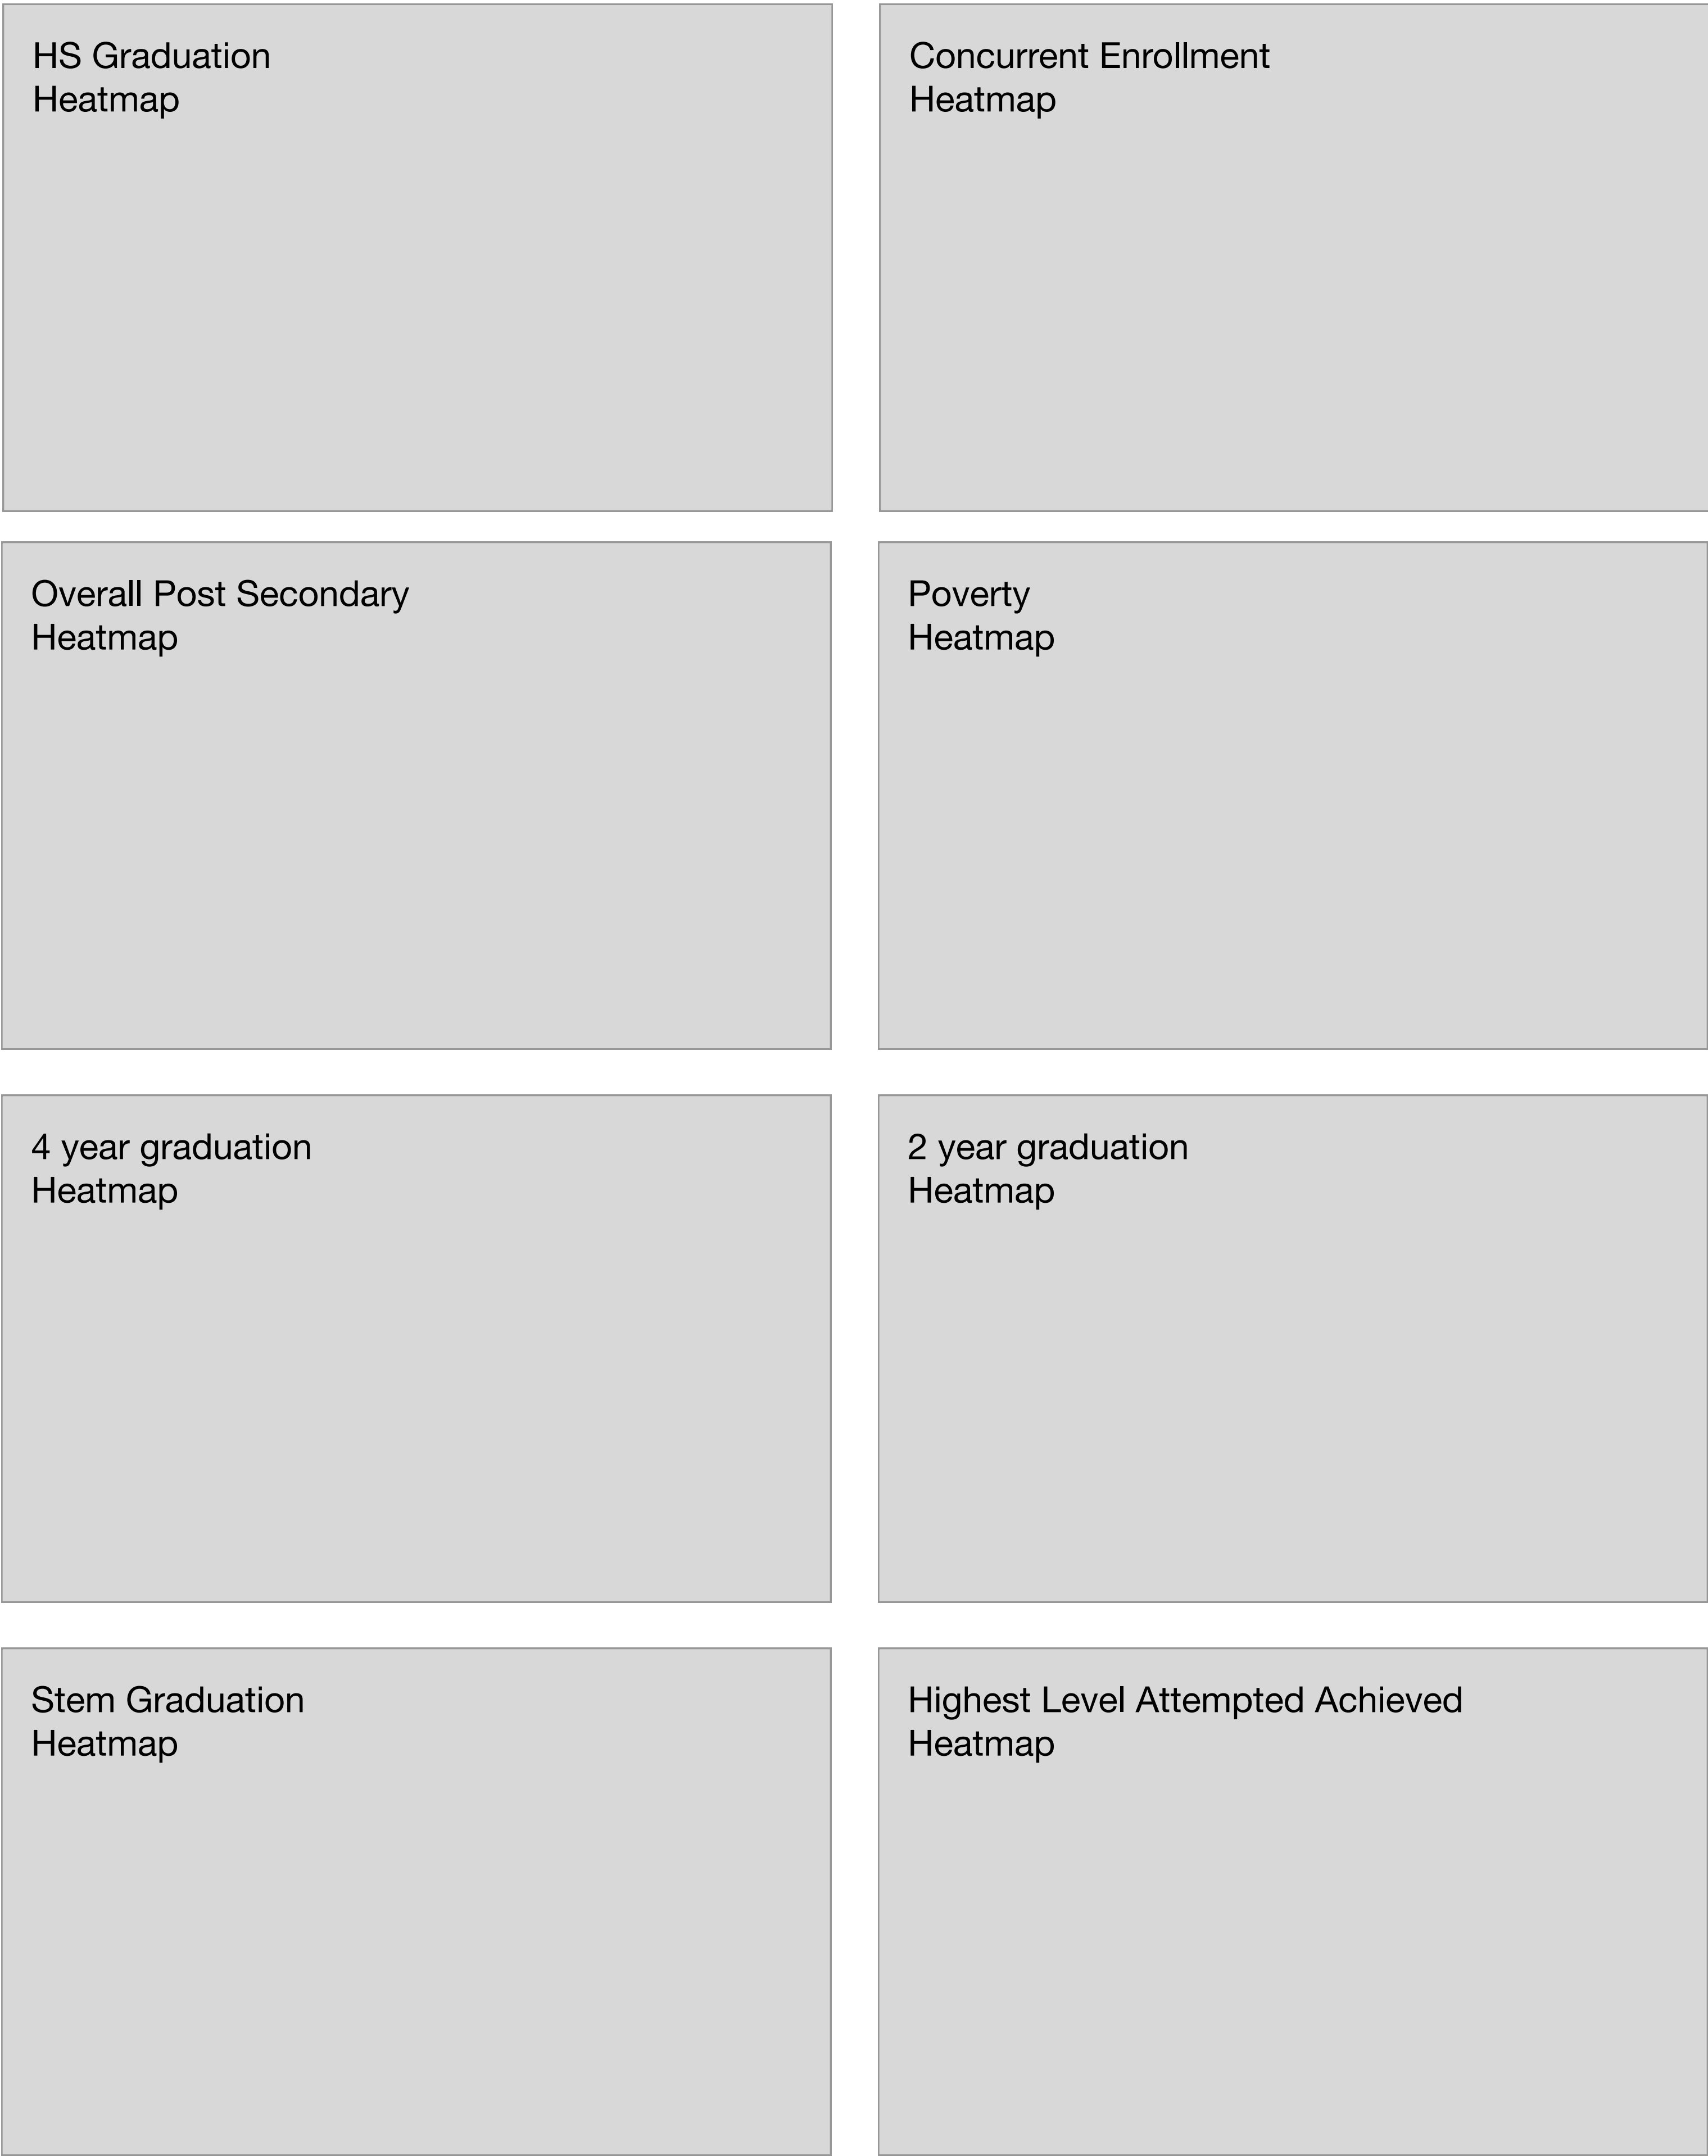 HS Graduation
Heatmap
Concurrent Enrollment
Heatmap
Overall Post Secondary
Heatmap
Poverty
Heatmap
4 year graduation
Heatmap
2 year graduation
Heatmap
Stem Graduation
Heatmap
Highest Level Attempted Achieved
Heatmap